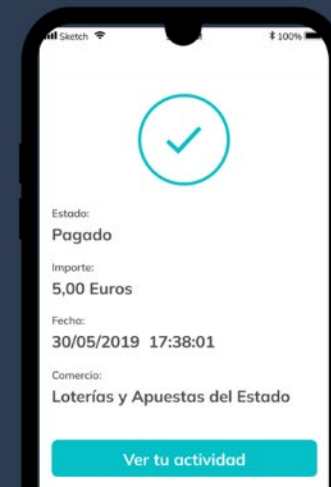 Sketch 100%
Estado:
Pagado
Importe:
5,00 Euros
Fecha:
30/05/2019 17:38:01
Comercio:
Loterías y Apuestas del Estado
Ver tu actividad